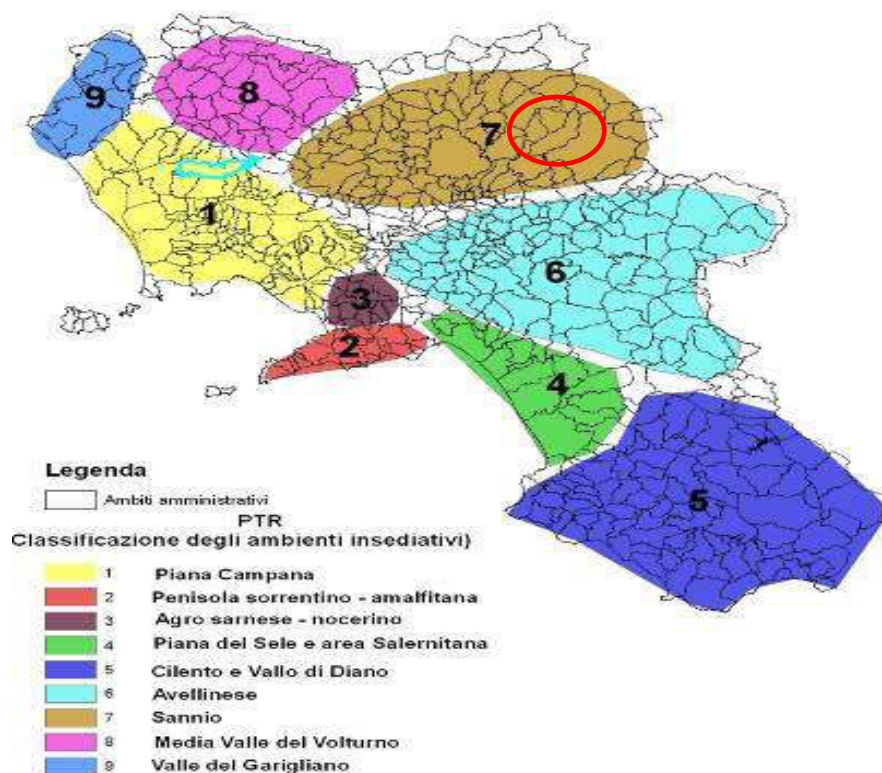 9
8
7
1
6
3
2
4
5
Legenda
Ambiti amministrativi
PTR
Classificazione degli ambienti insediativi)
1 Piana Campana
2 Penisola sorrentino - amalfitana
3 Agro sarnese - nocerino
4 Piana del Sele e area Salernitana
5 Cilento e Vallo di Diano
6 Avellinese
7 Sannio
8 Media Valle del Volturno
9 Valle del Garigliano